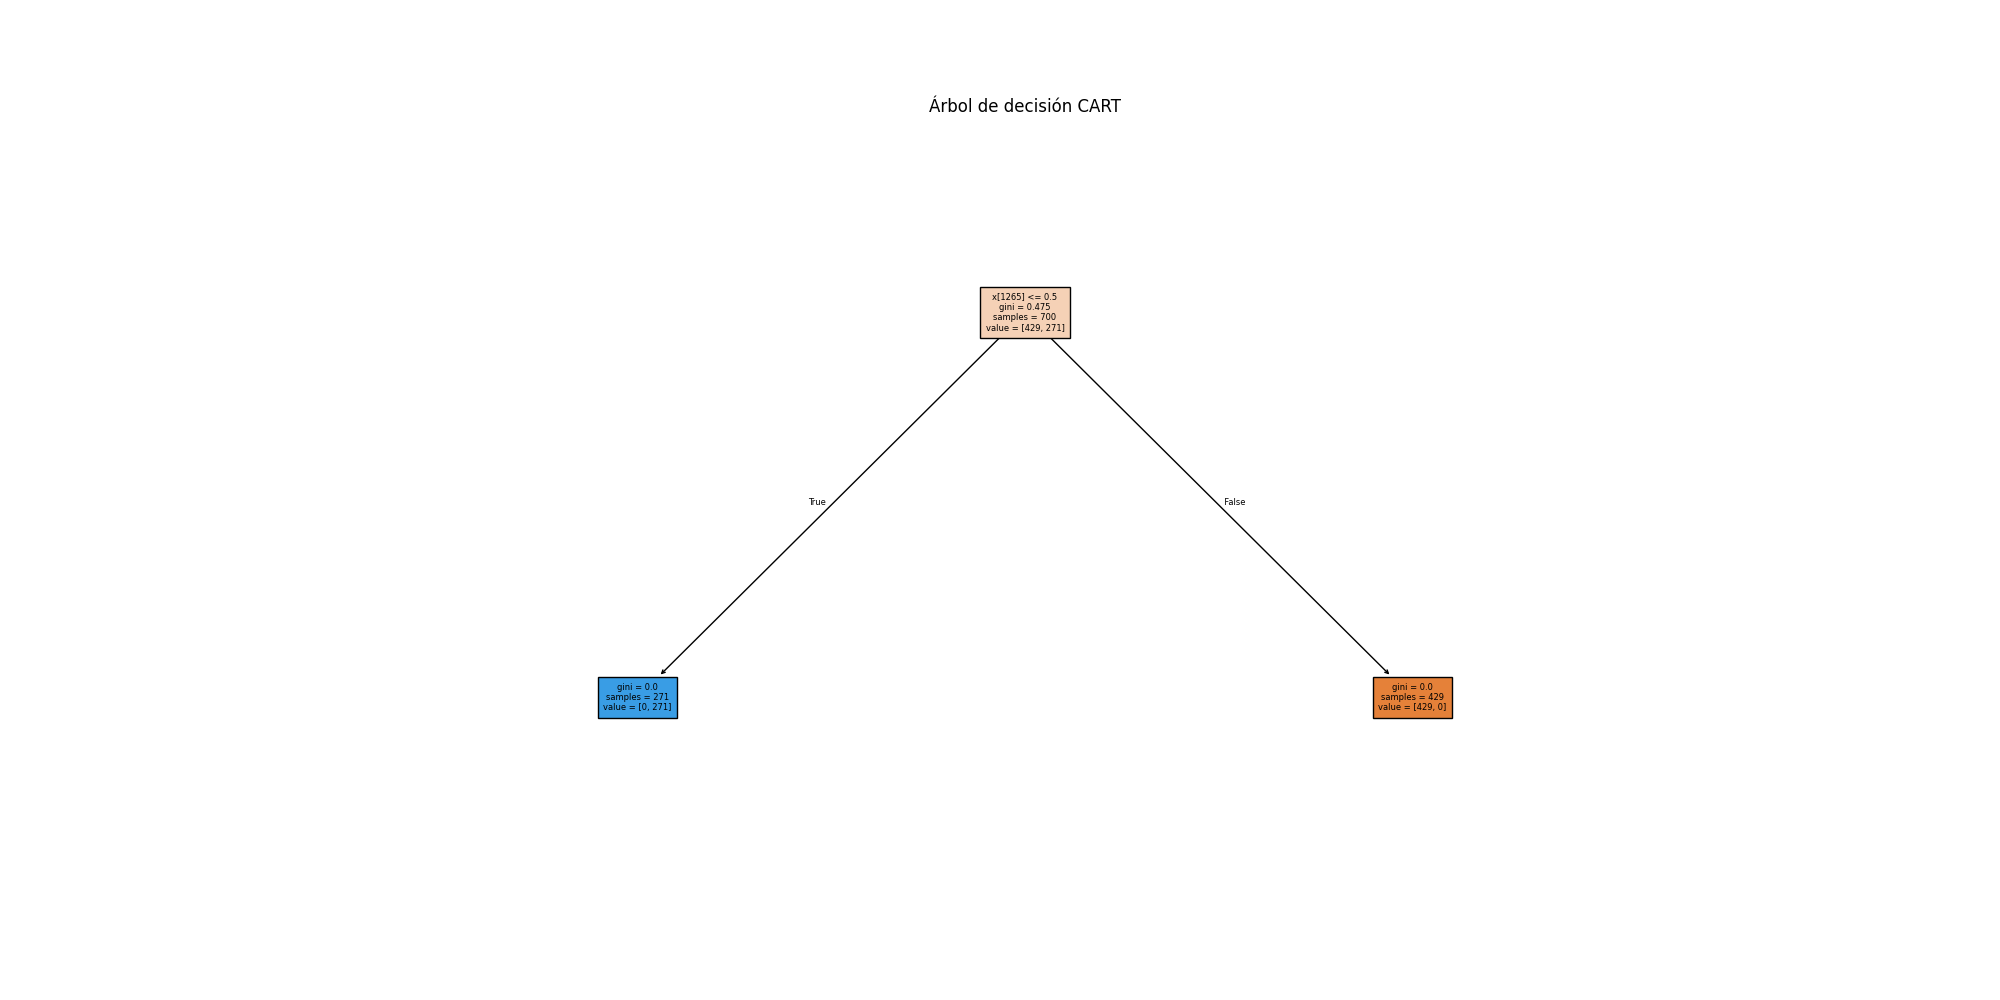 Árbol de decisión CART
x[1265] <= 0.5
gini = 0.475
samples = 700
value = [429, 271]
True
False
gini = 0.0
samples = 271
value = [0, 271]
gini = 0.0
samples = 429
value = [429, 0]